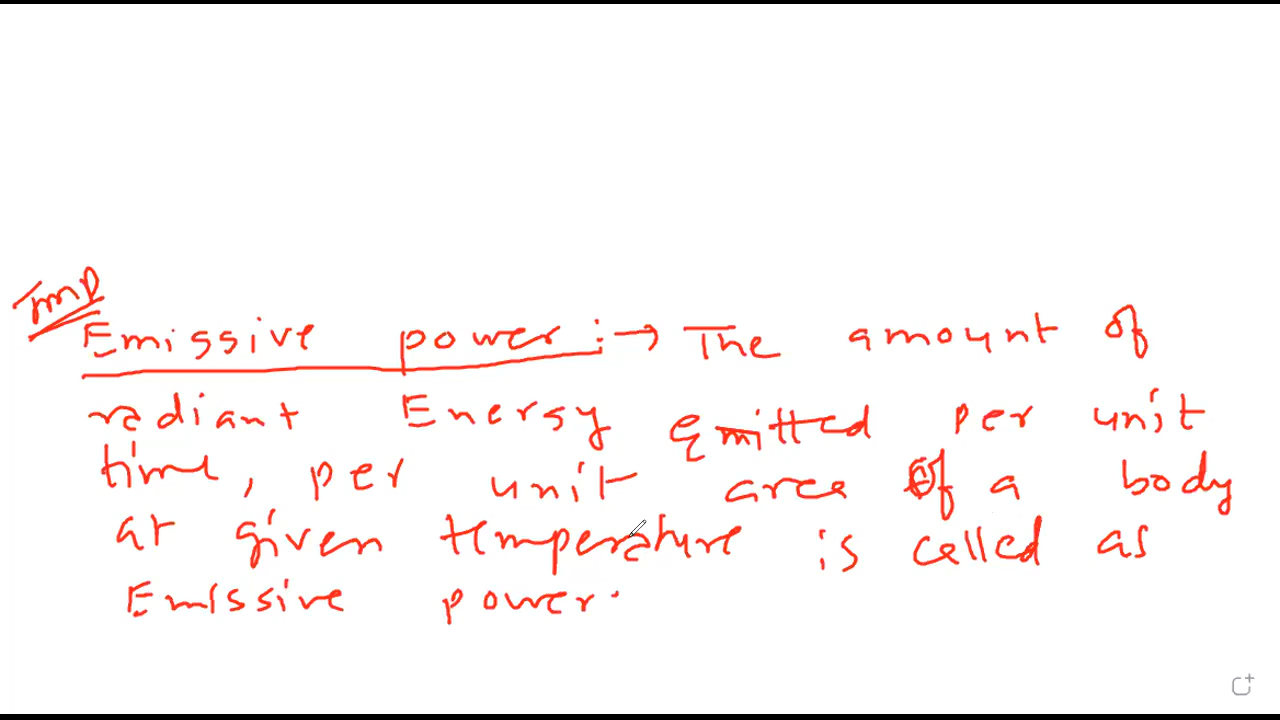 Imp
Emissive power :→ The amount of
radiant Energy Emitted per unit
time, per unit area of a body
at given temperature is called as
Emissive power.